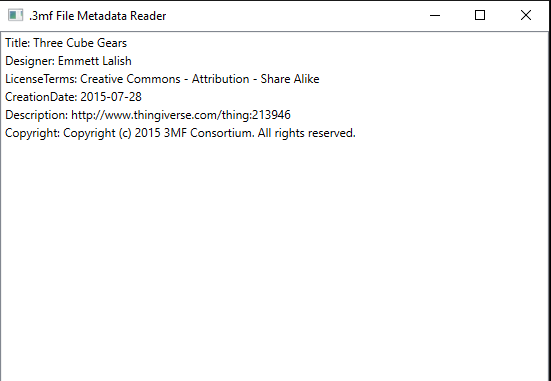 .3mf File Metadata Reader
Title: Three Cube Gears
Designer: Emmett Lalish
LicenseTerms: Creative Commons - Attribution - Share Alike
CreationDate: 2015-07-28
Description: http://www.thingiverse.com/thing:213946
Copyright: Copyright (c) 2015 3MF Consortium. All rights reserved.